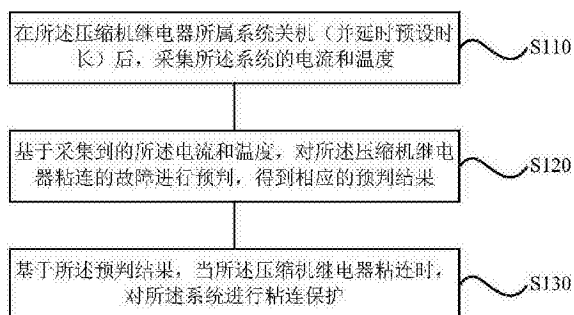 在所述压缩机继电器所属系统关机（并延时预设时
长）后，采集所述系统的电流和温度
S110
基于采集到的所述电流和温度，对所述压缩机继电
器粘连的故障进行预判，得到相应的预判结果
S120
基于所述预判结果，当所述压缩机继电器粘连时，
对所述系统进行粘连保护
S130